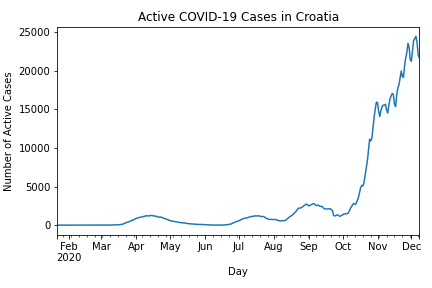 Active COVID-19 Cases in Croatia
25000
20000
15000
10000
5000
0
Number of Active Cases
Feb Mar Apr May Jun Jul Aug Sep Oct Nov Dec
2020
Day